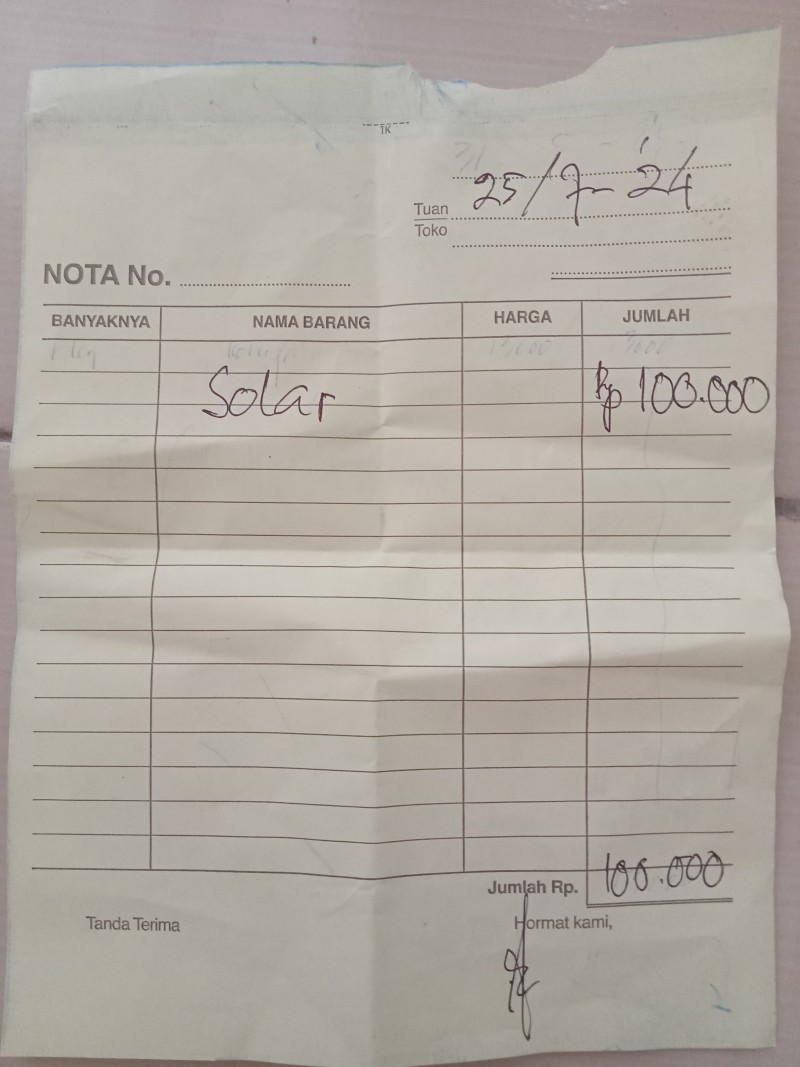 TK
25/7-'24
Tuan
Toko
NOTA No.
BANYAKNYA NAMA BARANG HARGA JUMLAH
Solar Rp 100.000
Jumlah Rp. 100.000
Tanda Terima Hormat kami,